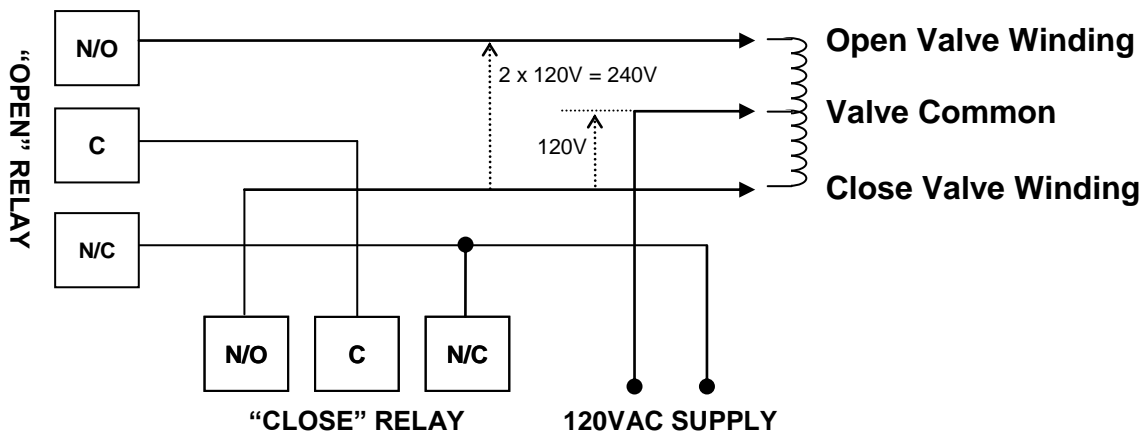 "OPEN" RELAY
N/O
C
N/C
Open Valve Winding
Valve Common
Close Valve Winding
2 x 120V = 240V
120V
N/O
C
N/C
"CLOSE" RELAY
120VAC SUPPLY